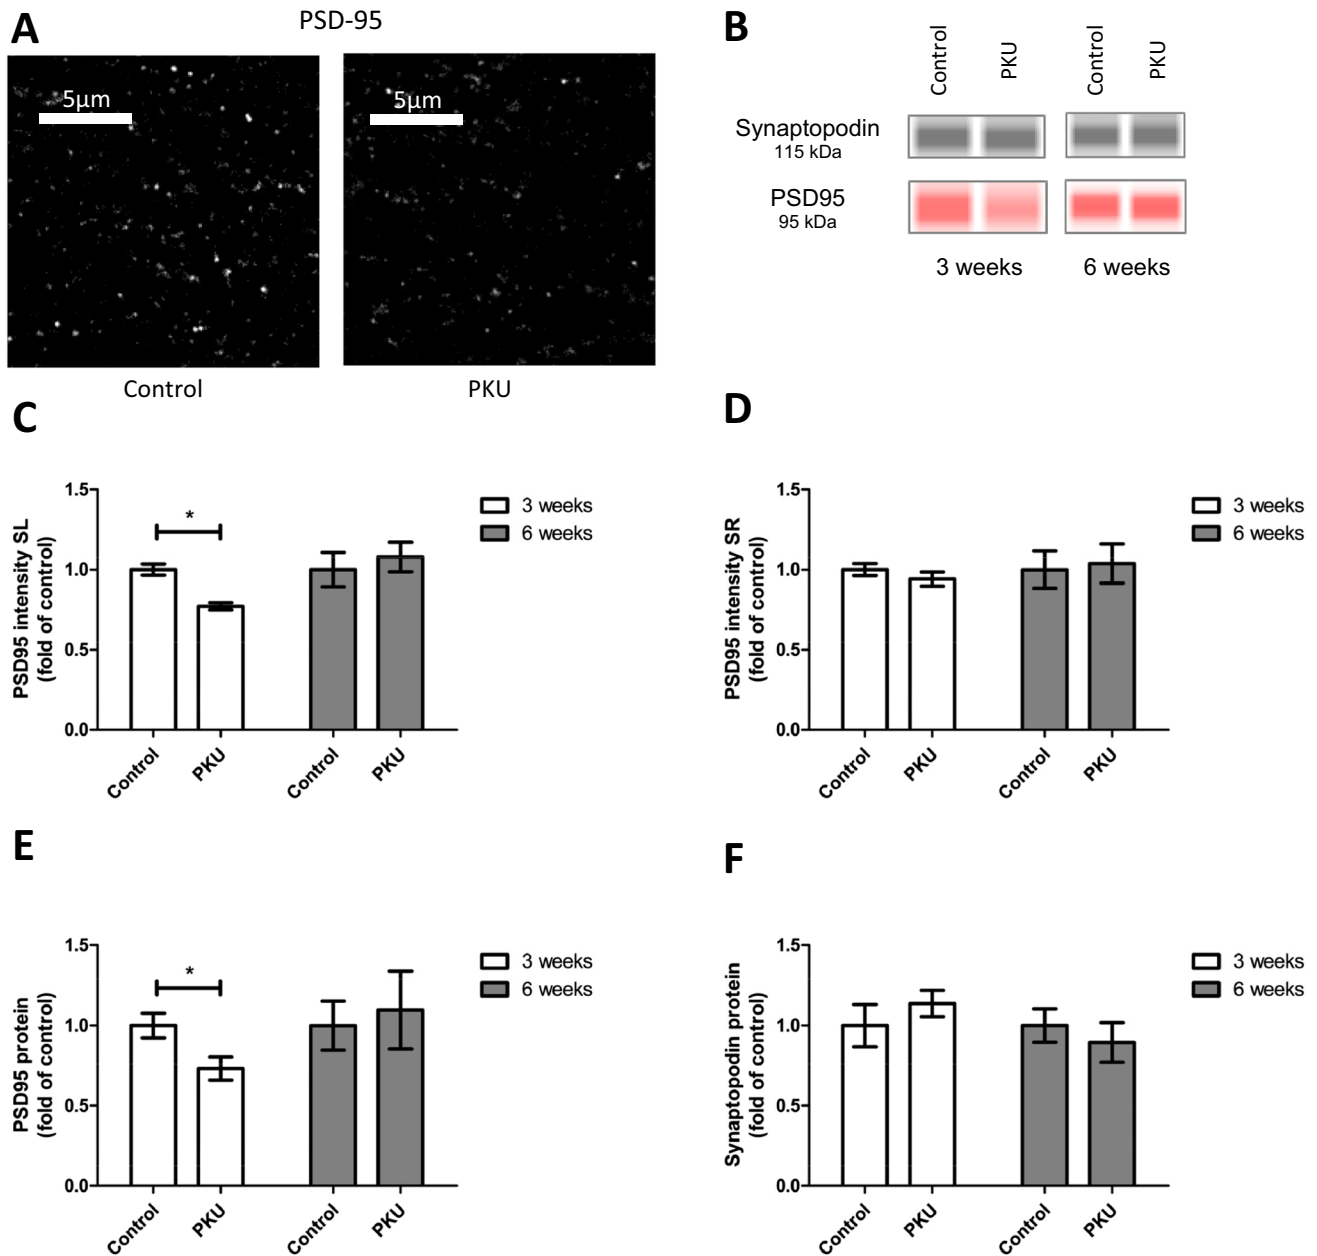 A
PSD-95
5µm
5µm
Control
PKU
B
Control
PKU
Control
PKU
Synaptopodin
115 kDa
PSD95
95 kDa
3 weeks
6 weeks
C
PSD95 intensity SL
(fold of control)
1.5
1.0
0.5
0.0
*
3 weeks
6 weeks
Control
PKU
Control
PKU
D
PSD95 intensity SR
(fold of control)
1.5
1.0
0.5
0.0
3 weeks
6 weeks
Control
PKU
Control
PKU
E
PSD95 protein
(fold of control)
1.5
1.0
0.5
0.0
*
3 weeks
6 weeks
Control
PKU
Control
PKU
F
Synaptopodin protein
(fold of control)
1.5
1.0
0.5
0.0
3 weeks
6 weeks
Control
PKU
Control
PKU